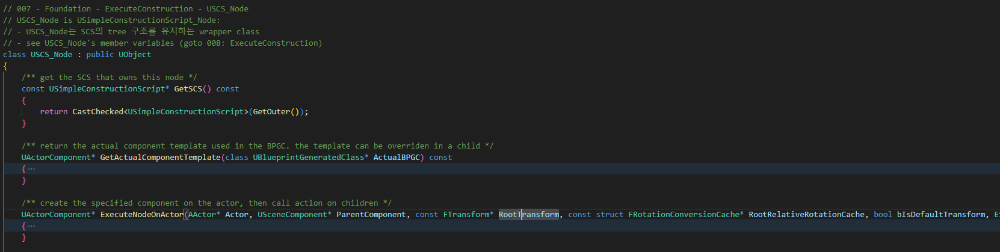 // 007 - Foundation - ExecuteConstruction - USCS_Node
// USCS_Node is USimpleConstructionScript_Node:
// - USCS_Node는 SCS의 tree 구조를 유지하는 wrapper class
// - see USCS_Node's member variables (goto 008: ExecuteConstruction)
class USCS_Node : public UObject
{
    /** get the SCS that owns this node */
    const USimpleConstructionScript* GetSCS() const
    {
        return CastChecked<USimpleConstructionScript>(GetOuter());
    }

    /** return the actual component template used in the BPGC. the template can be overriden in a child */
    UActorComponent* GetActualComponentTemplate(class UBlueprintGeneratedClass* ActualBPGC) const
    { ⋯
    }

    /** create the specified component on the actor, then call action on children */
    UActorComponent* ExecuteNodeOnActor(AActor* Actor, USceneComponent* ParentComponent, const FTransform* RootTransform, const struct FRotationConversionCache* RootRelativeRotationCache, bool bIsDefaultTransform,
    { ⋯
    }